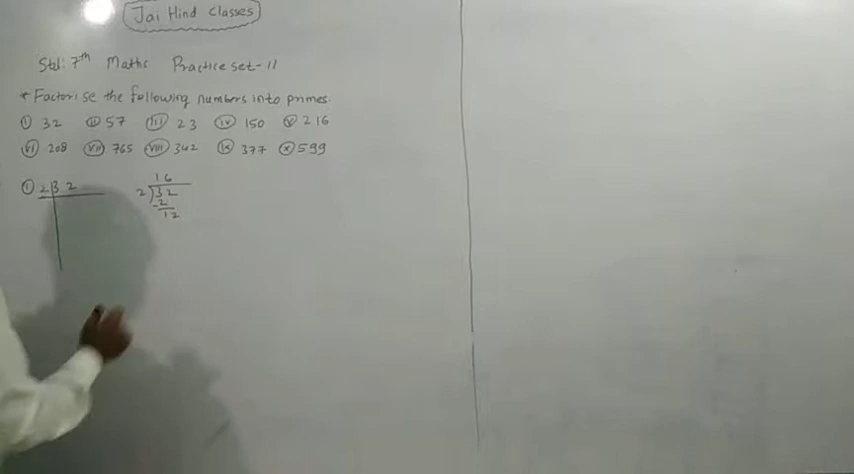 Jai Hind classes
Std: 7th Maths Practice set-11
* Factorise the following numbers into primes.
(i) 32 (ii) 57 (iii) 23 (iv) 150 (v) 216
(vi) 208 (vii) 765 (viii) 342 (ix) 377 (x) 599
(i) 2 32
16
2)32
-2
12